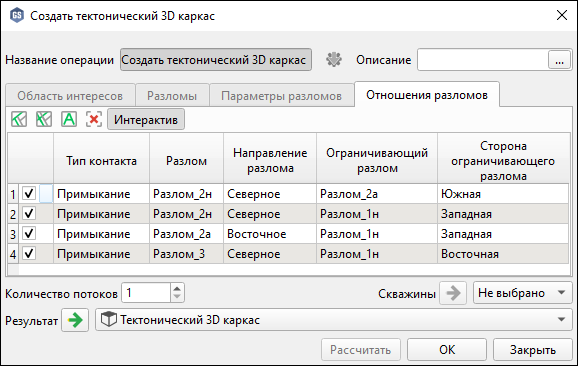 GS Создать тектонический 3D каркас
Название операции Создать тектонический 3D каркас Описание ...
Область интересов Разломы Параметры разломов Отношения разломов
A Интерактив
Тип контакта Разлом Направление разлома Ограничивающий разлом Сторона ограничивающего разлома
1 Примыкание Разлом_2н Северное Разлом_2а Южная
2 Примыкание Разлом_2н Северное Разлом_1н Западная
3 Примыкание Разлом_2а Восточное Разлом_1н Западная
4 Примыкание Разлом_3 Северное Разлом_1н Восточная
Количество потоков 1 Скважины Не выбрано
Результат Тектонический 3D каркас
Рассчитать ОК Закрыть